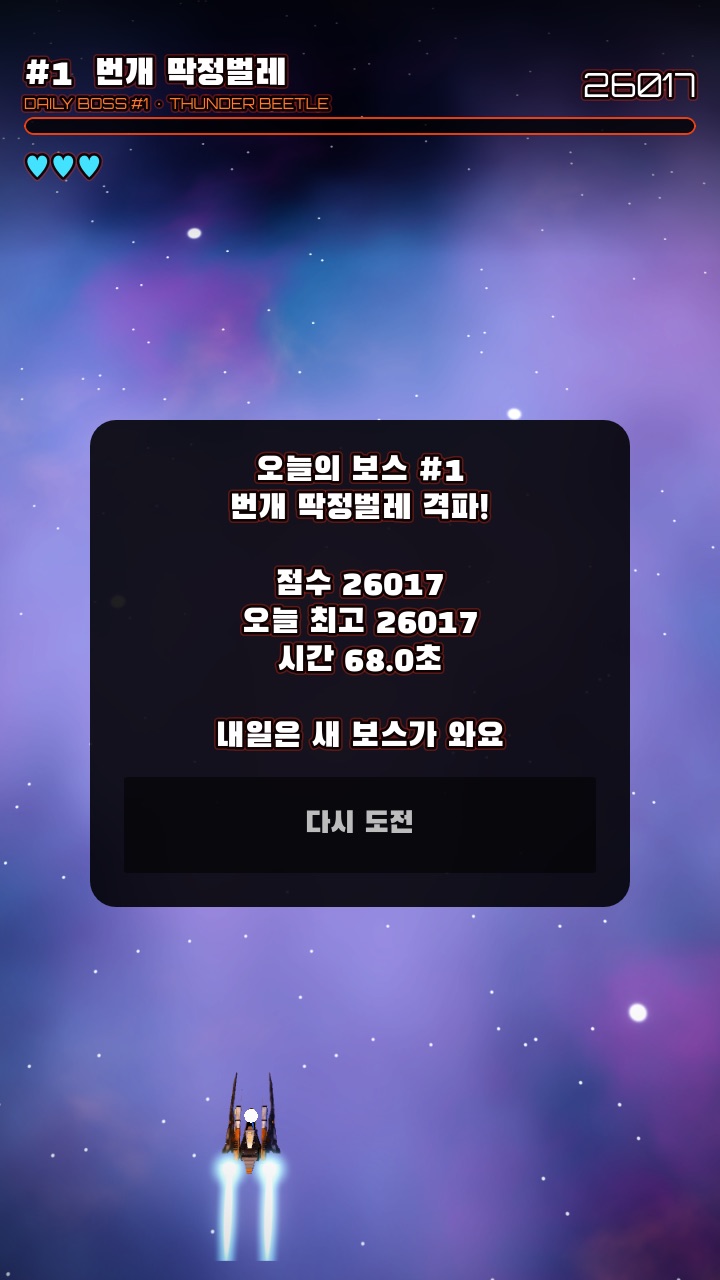 #1 번개 딱정벌레
DAILY BOSS #1 • THUNDER BEETLE
26017
오늘의 보스 #1
번개 딱정벌레 격파!
점수 26017
오늘 최고 26017
시간 68.0초
내일은 새 보스가 와요
다시 도전